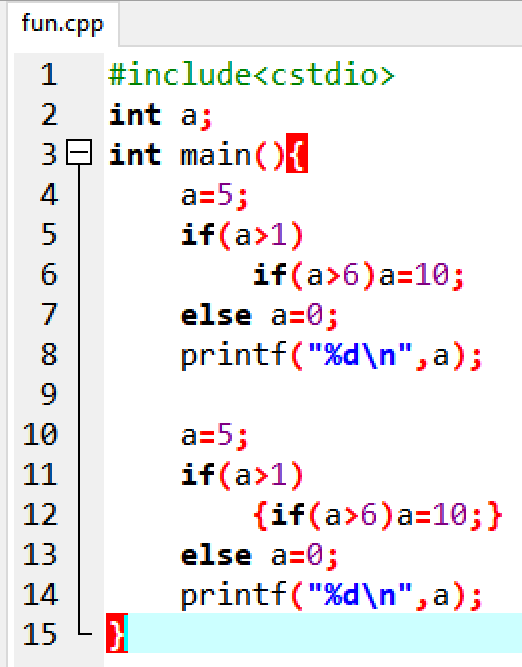 fun.cpp
1 #include<cstdio>
2 int a;
3 int main(){
4     a=5;
5     if(a>1)
6         if(a>6)a=10;
7     else a=0;
8     printf("%d\n",a);
9
10     a=5;
11     if(a>1)
12         {if(a>6)a=10;}
13     else a=0;
14     printf("%d\n",a);
15 }